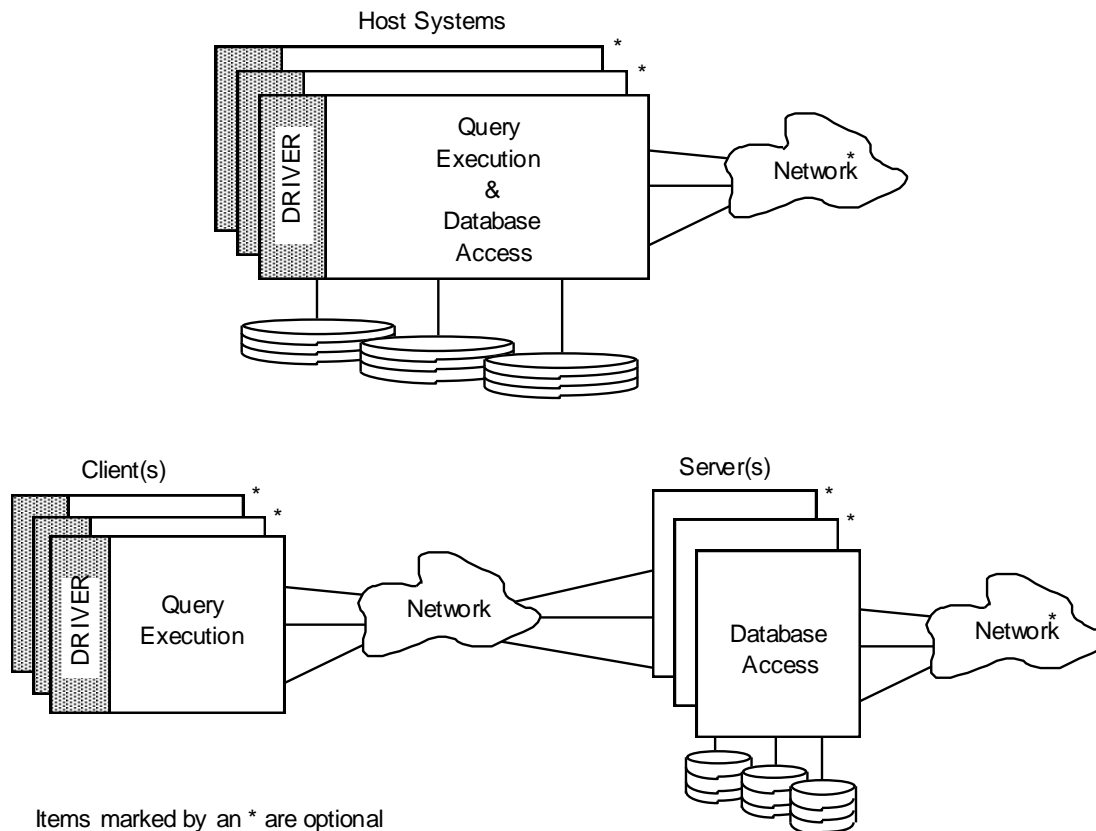 Host Systems
*
*
DRIVER
Query
Execution
&
Database
Access
Network*
Client(s)
*
*
DRIVER
Query
Execution
Network
Server(s)
*
*
Database
Access
Network*
Items marked by an * are optional